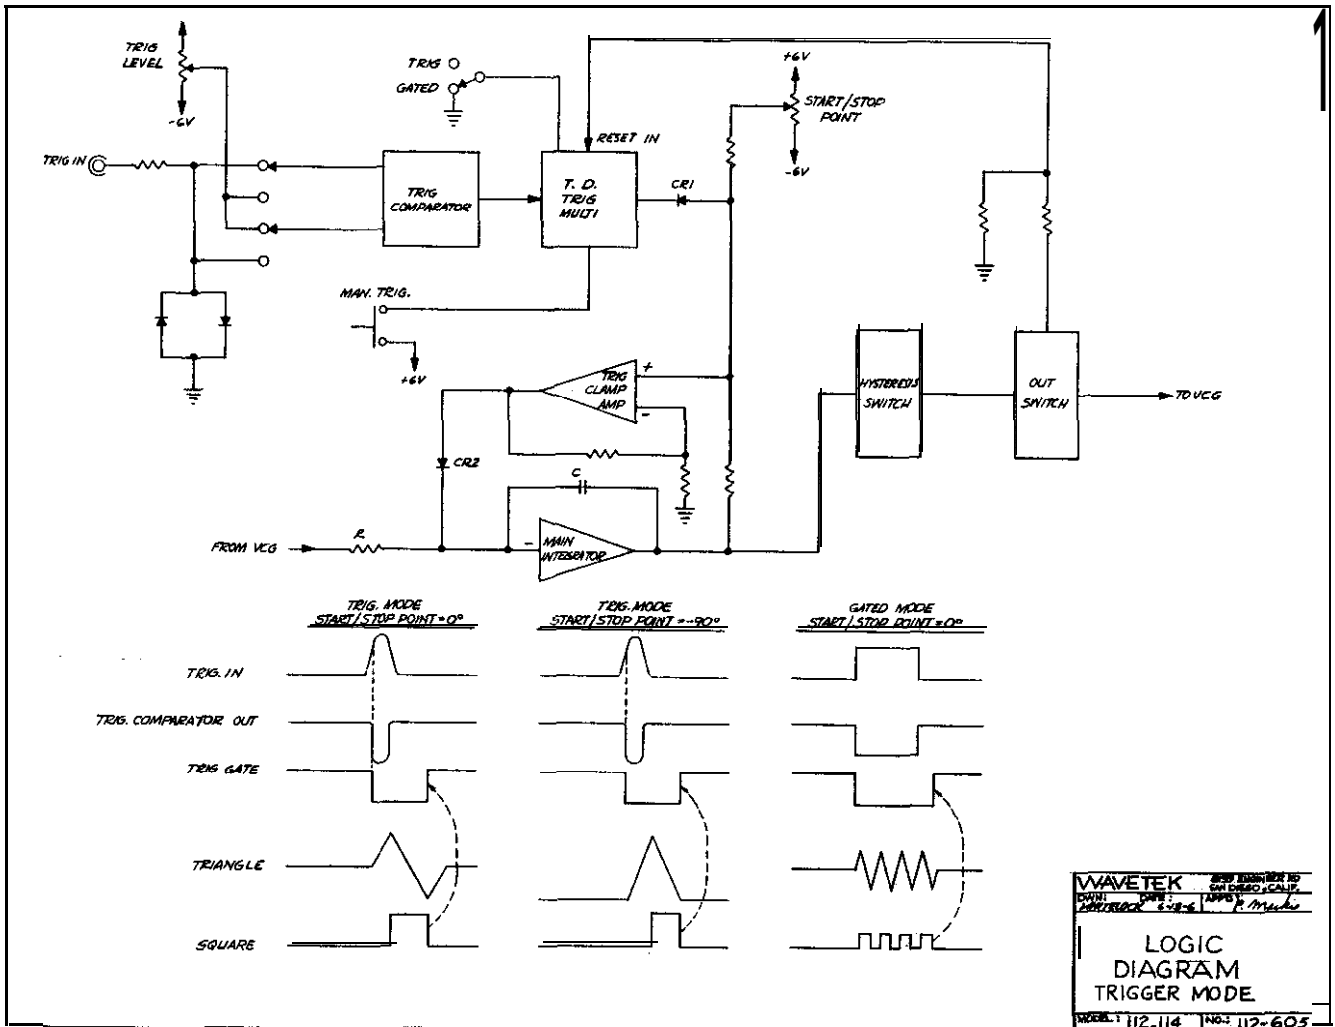 TRIG
LEVEL
-6V
TRIG IN
TRIG
GATED
TRIG
COMPARATOR
RESET IN
T. D.
TRIG
MULTI
CR1
+6V
START/STOP
POINT
-6V
MAN. TRIG.
+6V
TRIG
CLAMP
AMP
+
-
CR2
C
HYSTERESIS
SWITCH
OUT
SWITCH
TO VCG
FROM VCG
R
-
MAIN
INTEGRATOR
TRIG. MODE
START/STOP POINT = 0°
TRIG. MODE
START/STOP POINT = -90°
GATED MODE
START/STOP POINT = 0°
TRIG. IN
TRIG. COMPARATOR OUT
TRIG GATE
TRIANGLE
SQUARE
WAVETEK
SAN DIEGO, CALIF.
DWN:
DATE:
APP'D
LOGIC
DIAGRAM
TRIGGER MODE
MODEL: 112,114
NO.: 112-605